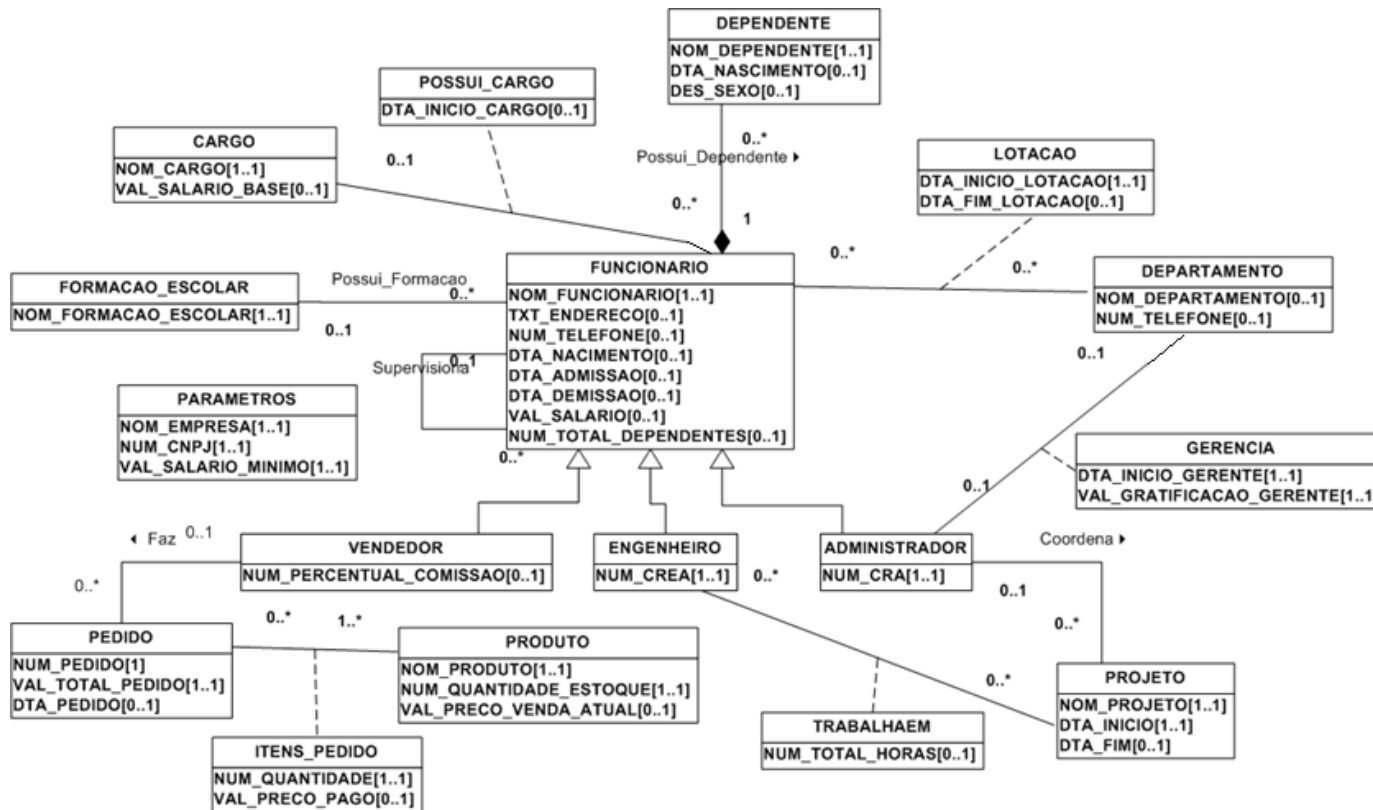 DEPENDENTE
NOM_DEPENDENTE[1..1]
DTA_NASCIMENTO[0..1]
DES_SEXO[0..1]
POSSUI_CARGO
DTA_INICIO_CARGO[0..1]
CARGO
NOM_CARGO[1..1]
VAL_SALARIO_BASE[0..1]
0..1
0..*
Possui_Dependente
0..*
1
LOTACAO
DTA_INICIO_LOTACAO[1..1]
DTA_FIM_LOTACAO[0..1]
0..*
0..*
FORMACAO_ESCOLAR
NOM_FORMACAO_ESCOLAR[1..1]
Possui_Formacao
0..*
0..1
FUNCIONARIO
NOM_FUNCIONARIO[1..1]
TXT_ENDERECO[0..1]
NUM_TELEFONE[0..1]
DTA_NACIMENTO[0..1]
DTA_ADMISSAO[0..1]
DTA_DEMISSAO[0..1]
VAL_SALARIO[0..1]
NUM_TOTAL_DEPENDENTES[0..1]
DEPARTAMENTO
NOM_DEPARTAMENTO[0..1]
NUM_TELEFONE[0..1]
0..1
Supervisiona
0..1
0..*
PARAMETROS
NOM_EMPRESA[1..1]
NUM_CNPJ[1..1]
VAL_SALARIO_MINIMO[1..1]
GERENCIA
DTA_INICIO_GERENTE[1..1]
VAL_GRATIFICACAO_GERENTE[1..1
0..1
Faz
0..1
0..*
VENDEDOR
NUM_PERCENTUAL_COMISSAO[0..1]
ENGENHEIRO
NUM_CREA[1..1]
0..*
ADMINISTRADOR
NUM_CRA[1..1]
Coordena
0..1
0..*
PEDIDO
NUM_PEDIDO[1]
VAL_TOTAL_PEDIDO[1..1]
DTA_PEDIDO[0..1]
0..*
1..*
PRODUTO
NOM_PRODUTO[1..1]
NUM_QUANTIDADE_ESTOQUE[1..1]
VAL_PRECO_VENDA_ATUAL[0..1]
0..*
PROJETO
NOM_PROJETO[1..1]
DTA_INICIO[1..1]
DTA_FIM[0..1]
ITENS_PEDIDO
NUM_QUANTIDADE[1..1]
VAL_PRECO_PAGO[0..1]
TRABALHAEM
NUM_TOTAL_HORAS[0..1]